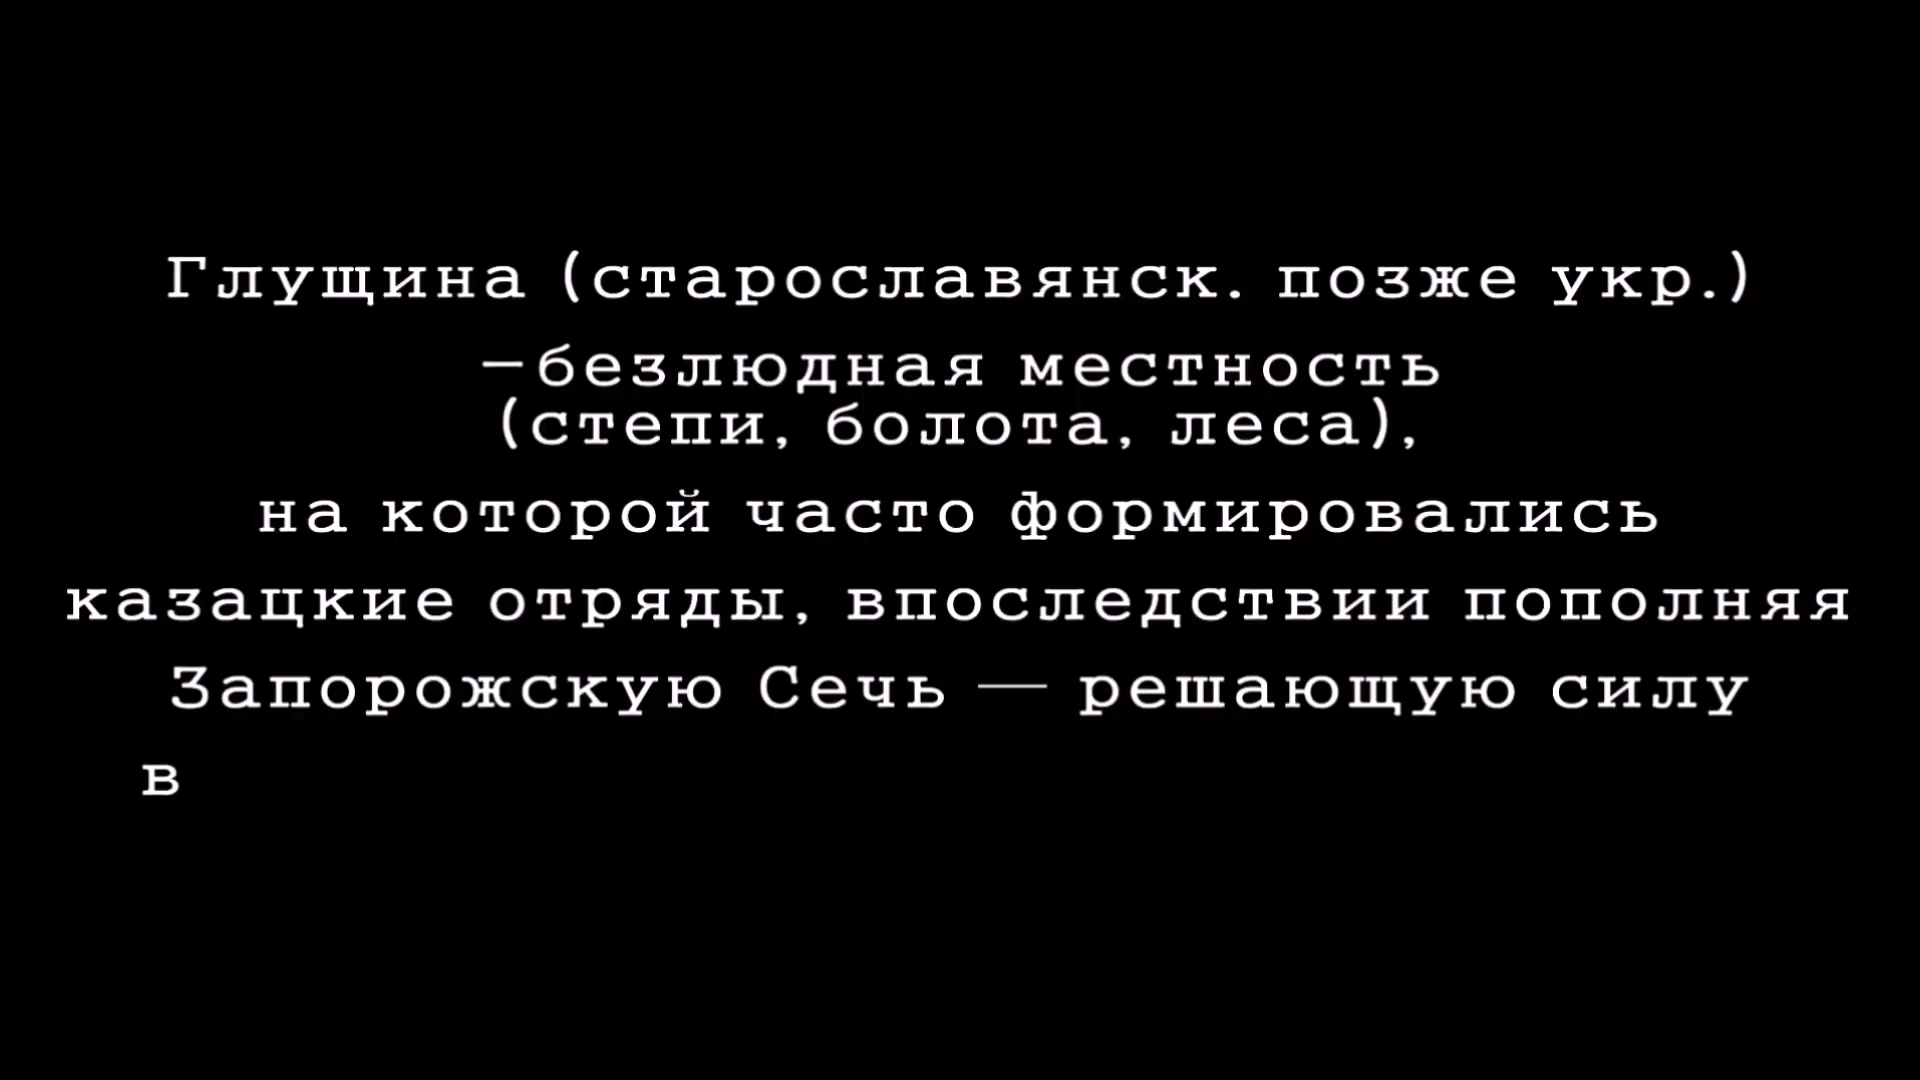 Глущина (старославянск. позже укр.)
—безлюдная местность
(степи, болота, леса),
на которой часто формировались
казацкие отряды, впоследствии пополняя
Запорожскую Сечь — решающую силу
в